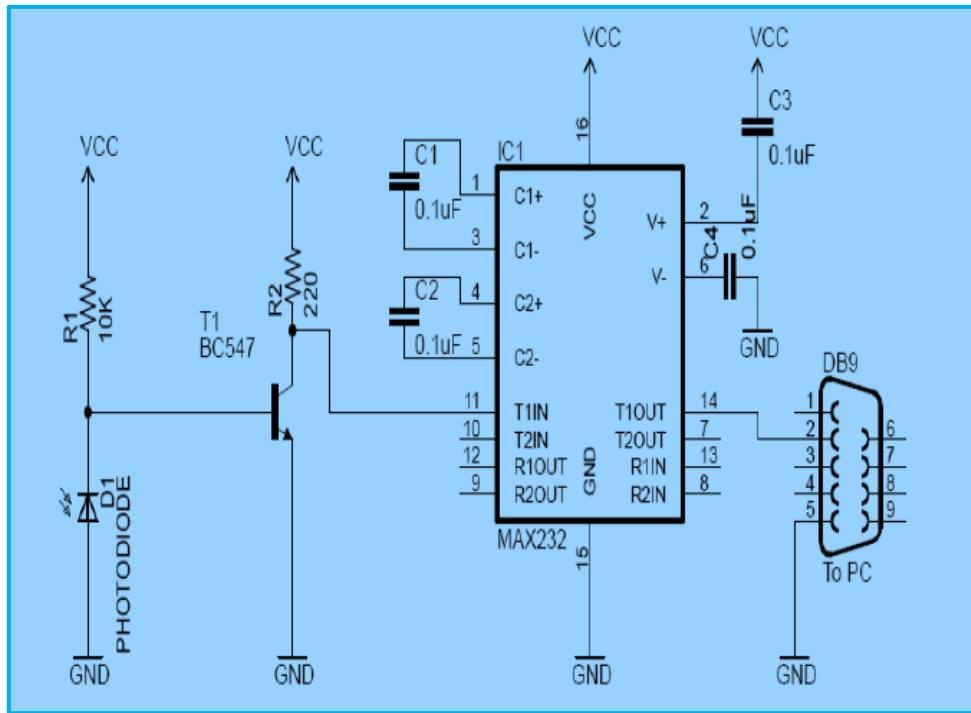 VCC
R1
10K
D1
PHOTODIODE
GND
VCC
R2
220
T1
BC547
GND
C1
0.1uF
C2
0.1uF
IC1
MAX232
VCC
16
1
C1+
3
C1-
4
C2+
5
C2-
11
T1IN
10
T2IN
12
R1OUT
9
R2OUT
VCC
V+
2
V-
6
T1OUT
14
T2OUT
7
R1IN
13
R2IN
8
GND
15
GND
VCC
C3
0.1uF
C4
0.1uF
GND
DB9
1
2
3
4
5
6
7
8
9
To PC
GND